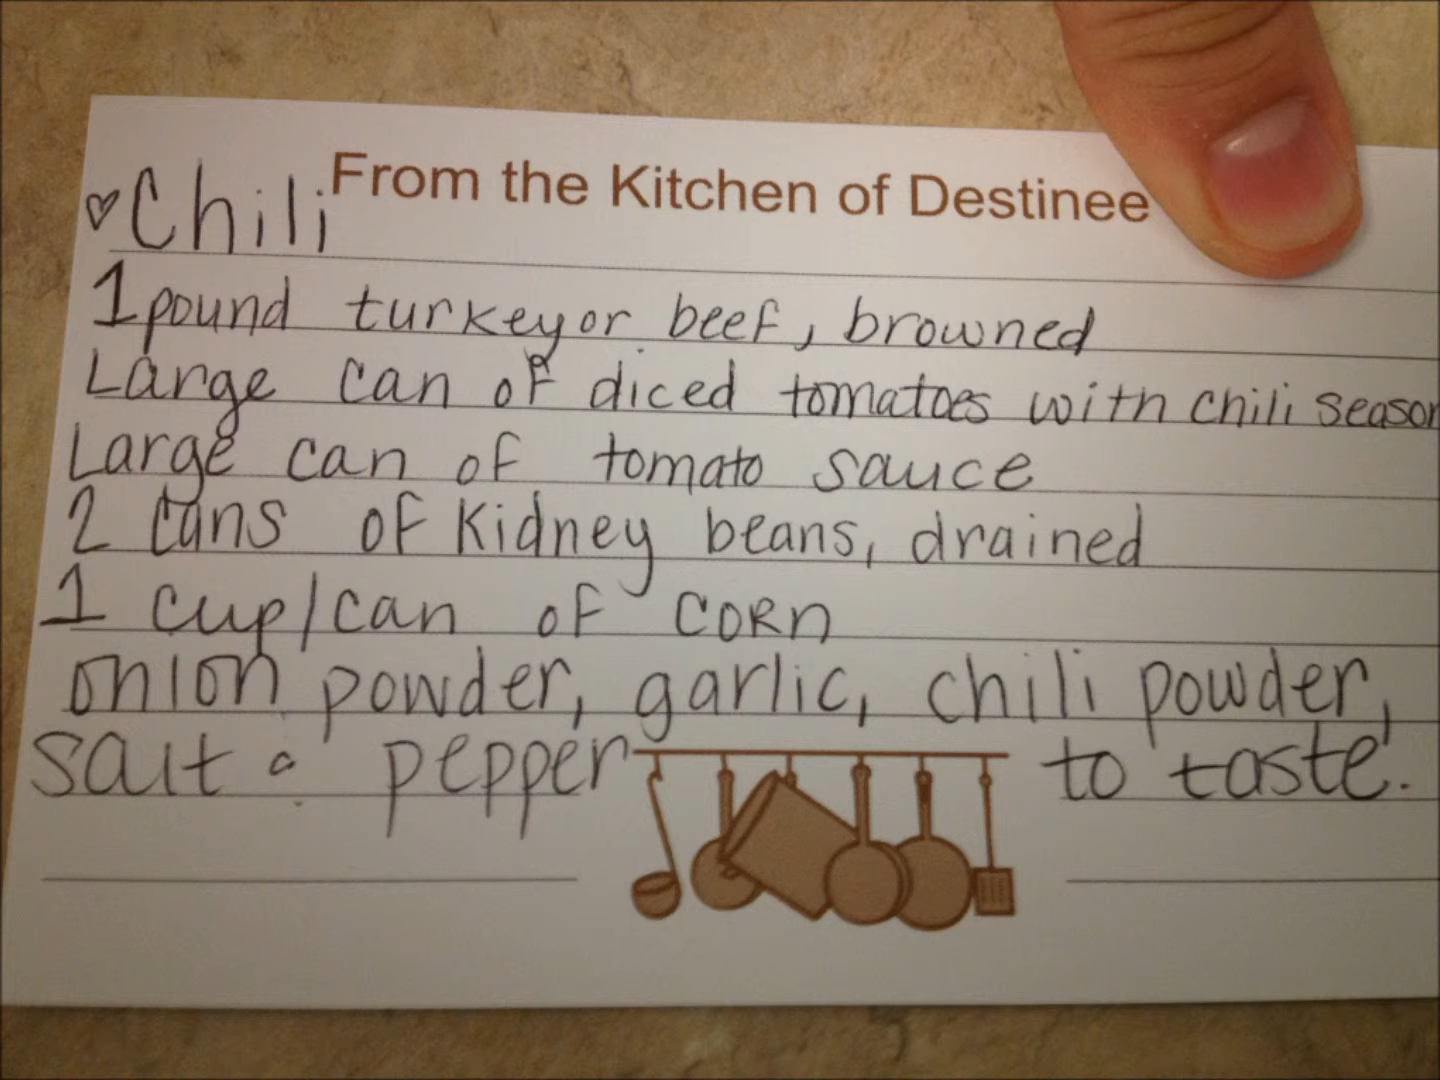 From the Kitchen of Destinee
♡Chili
1 pound turkey or beef, browned
Large can of diced tomatoes with chili season
Large can of tomato sauce
2 cans of kidney beans, drained
1 cup/can of corn
onion powder, garlic, chili powder,
salt & pepper to taste.